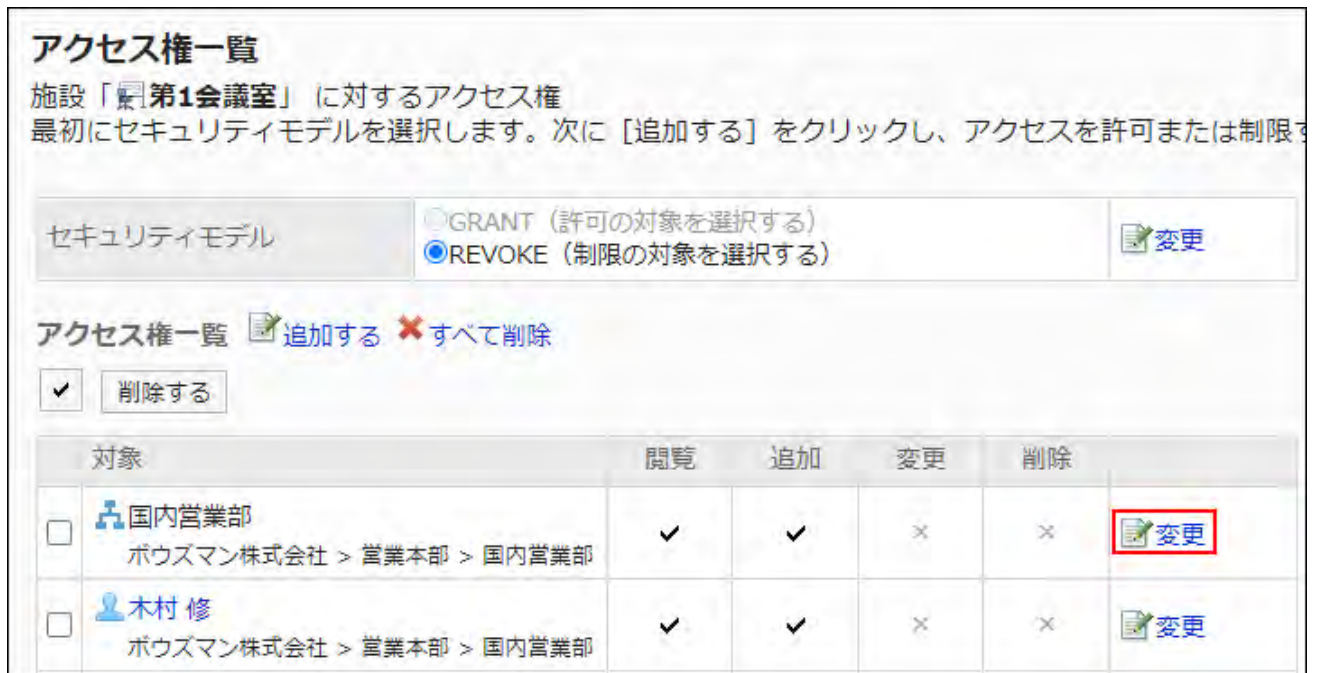 アクセス権一覧
施設「第1会議室」 に対するアクセス権
最初にセキュリティモデルを選択します。次に [追加する] をクリックし、アクセスを許可または制限す
セキュリティモデル
GRANT（許可の対象を選択する）
REVOKE（制限の対象を選択する）
変更
アクセス権一覧 追加する すべて削除
削除する
対象 閲覧 追加 変更 削除
国内営業部
ボウズマン株式会社 > 営業本部 > 国内営業部
変更
木村 修
ボウズマン株式会社 > 営業本部 > 国内営業部
変更